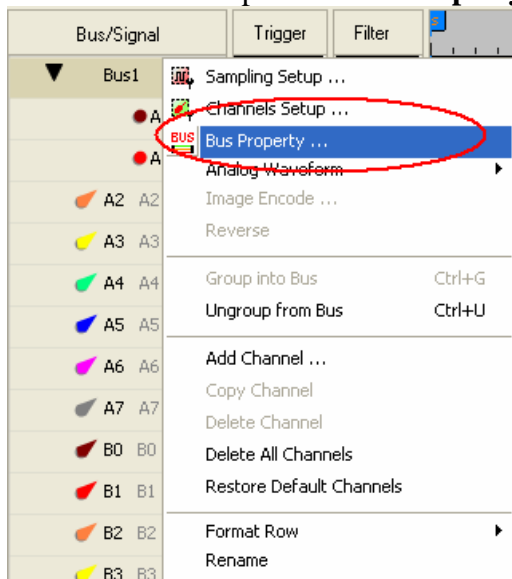 Bus/Signal Trigger Filter S
Bus1 Sampling Setup ...
A Channels Setup ...
BUS Bus Property ...
A Analog Waveform
A2 A2 Image Encode ...
A3 A3 Reverse
A4 A4 Group into Bus Ctrl+G
A5 A5 Ungroup from Bus Ctrl+U
A6 A6 Add Channel ...
Copy Channel
A7 A7 Delete Channel
B0 B0 Delete All Channels
B1 B1 Restore Default Channels
B2 B2 Format Row
B3 B3 Rename